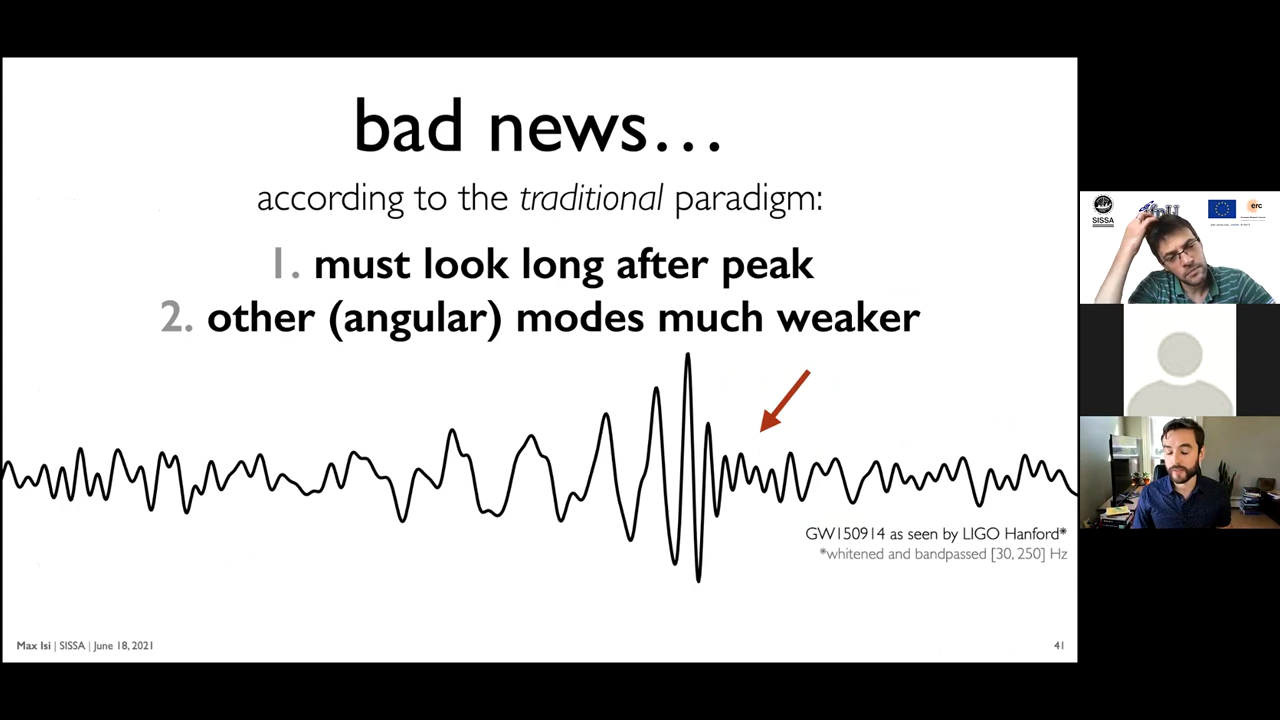 bad news…
according to the traditional paradigm:
1. must look long after peak
2. other (angular) modes much weaker
GW150914 as seen by LIGO Hanford*
*whitened and bandpassed [30, 250] Hz
Max Isi | SISSA | June 18, 2021
41
SISSA
erc